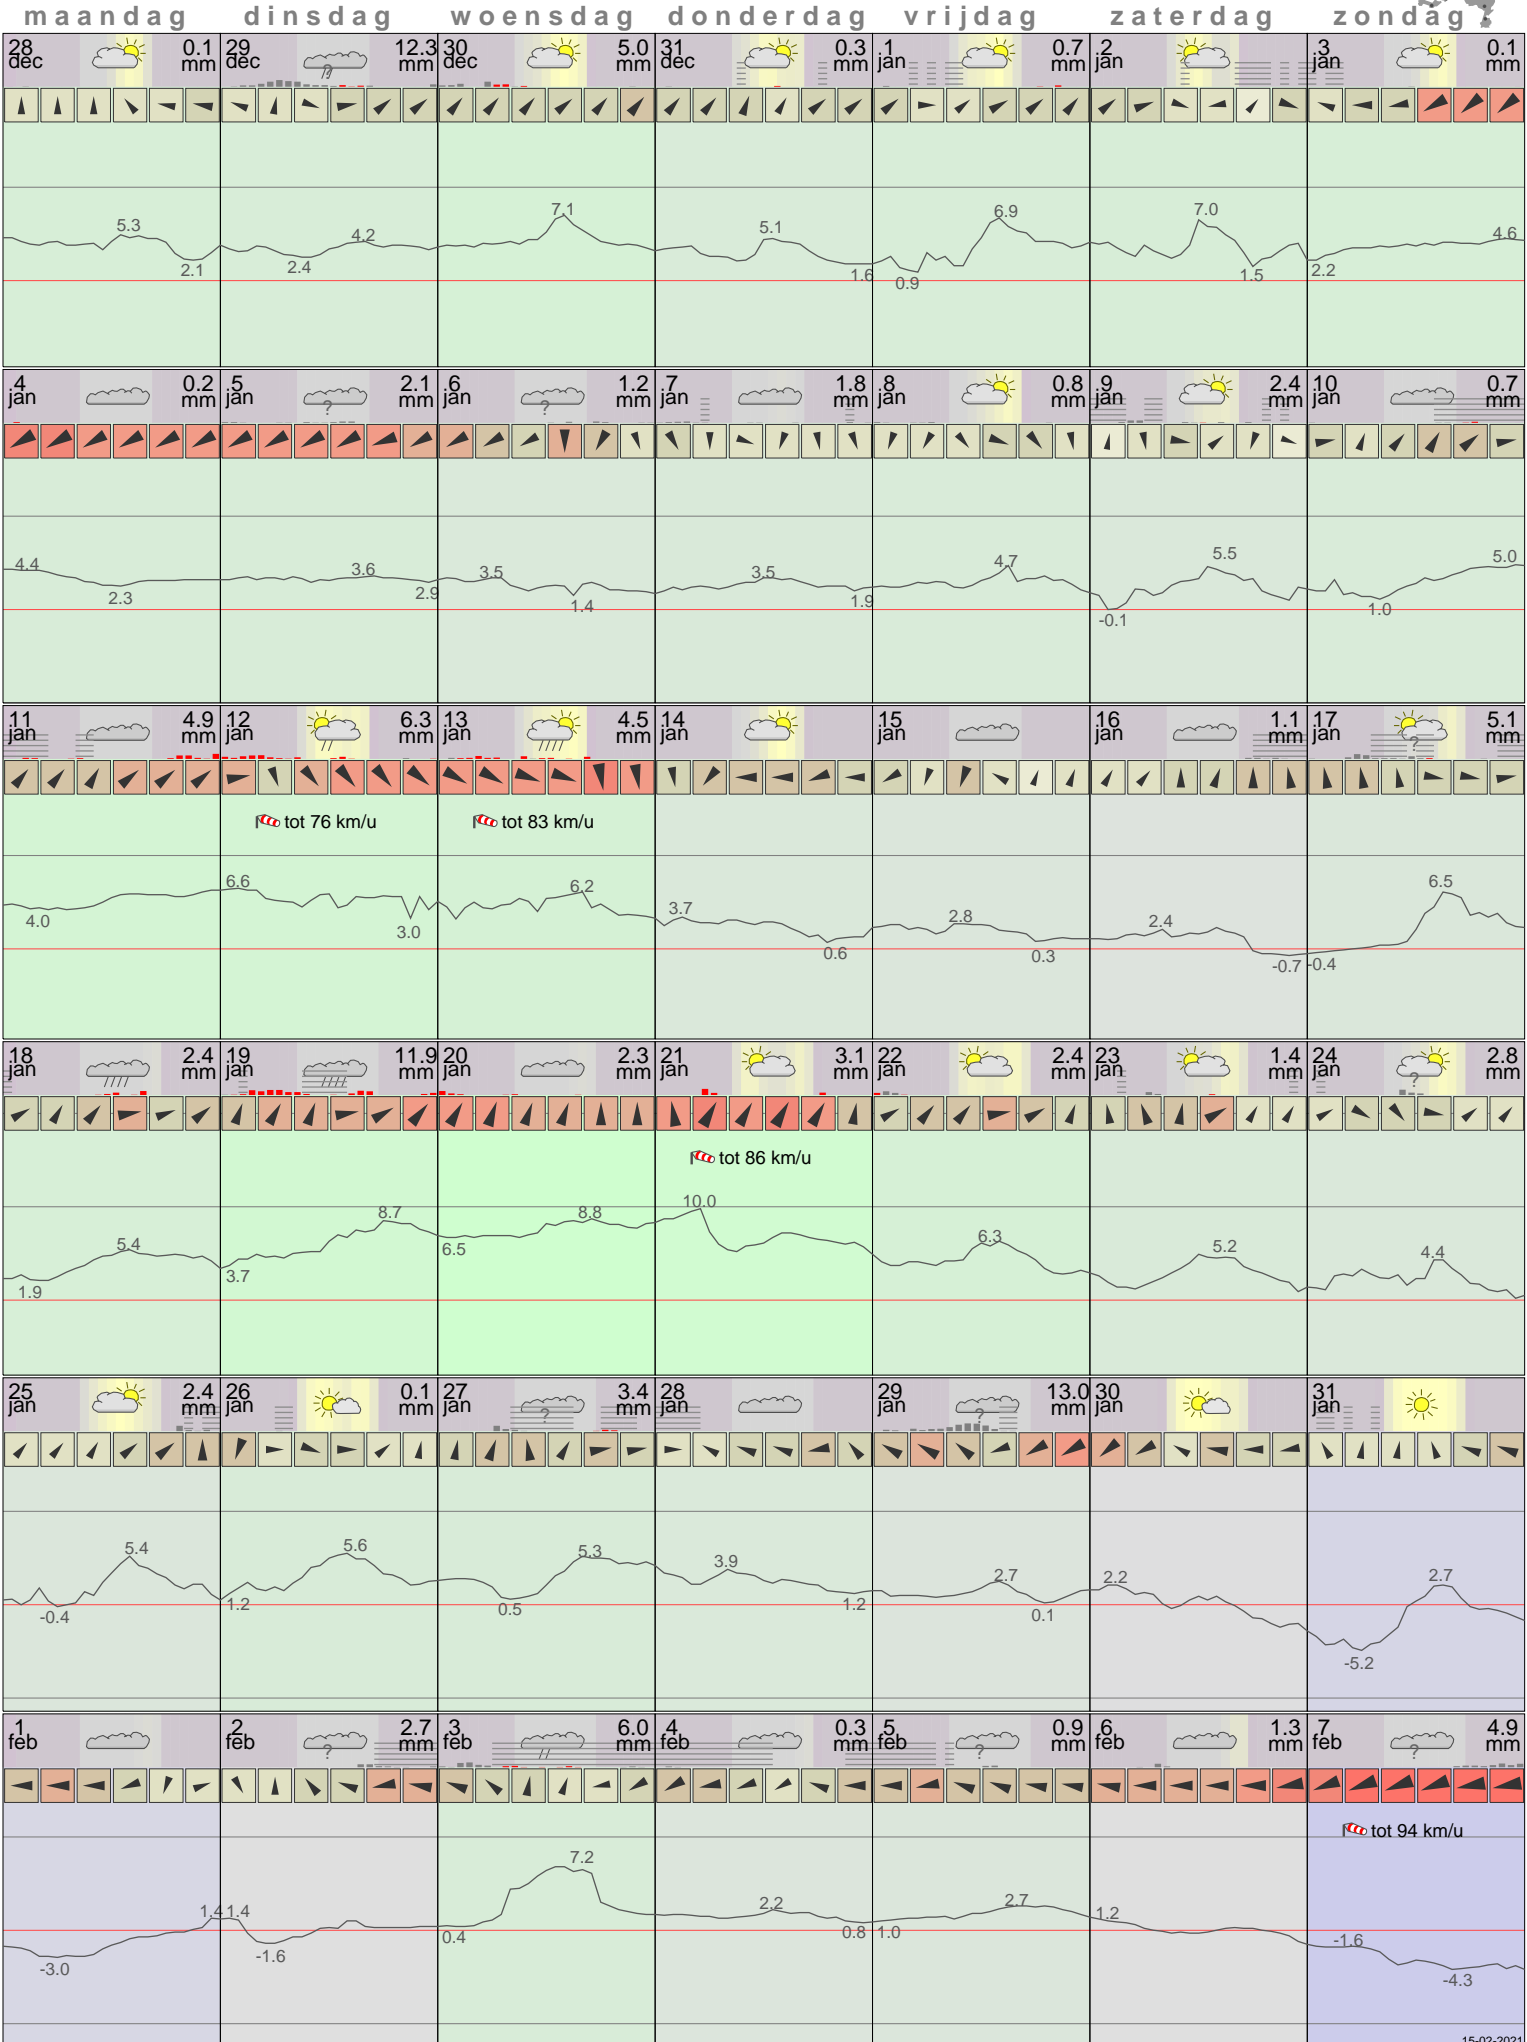 maandag dinsdag woensdag donderdag vrijdag zaterdag zondag
28 dec 0.1 mm 29 dec ? 12.3 mm 30 dec 5.0 mm 31 dec 0.3 mm 1 jan 0.7 mm 2 jan 3 jan 0.1 mm
5.3 4.2 7.1 5.1 6.9 7.0 4.6
2.1 2.4 1.6 0.9 1.5 2.2
4 jan 0.2 mm 5 jan ? 2.1 mm 6 jan ? 1.2 mm 7 jan 1.8 mm 8 jan 0.8 mm 9 jan 2.4 mm 10 jan 0.7 mm
4.4 3.6 3.5 3.5 4.7 5.5 5.0
2.3 2.9 1.4 1.9 -0.1 1.0
11 jan 4.9 mm 12 jan 6.3 mm 13 jan 4.5 mm 14 jan 15 jan 16 jan 1.1 mm 17 jan ? 5.1 mm
tot 76 km/u tot 83 km/u
6.6 6.2 3.7 2.8 2.4 6.5
4.0 3.0 0.6 0.3 -0.7 -0.4
18 jan 2.4 mm 19 jan 11.9 mm 20 jan 2.3 mm 21 jan 3.1 mm 22 jan 2.4 mm 23 jan 1.4 mm 24 jan ? 2.8 mm
tot 86 km/u
5.4 8.7 8.8 10.0 6.3 5.2 4.4
1.9 3.7 6.5
25 jan 2.4 mm 26 jan 0.1 mm 27 jan ? 3.4 mm 28 jan 29 jan ? 13.0 mm 30 jan 31 jan
5.4 5.6 5.3 3.9 2.7 2.2 2.7
-0.4 1.2 0.5 1.2 0.1 -5.2
1 feb 2 feb ? 2.7 mm 3 feb 6.0 mm 4 feb 0.3 mm 5 feb ? 0.9 mm 6 feb 1.3 mm 7 feb ? 4.9 mm
tot 94 km/u
1.4 1.4 7.2 2.2 2.7 1.2 -1.6
-3.0 -1.6 0.4 0.8 1.0 -4.3
15-02-2021